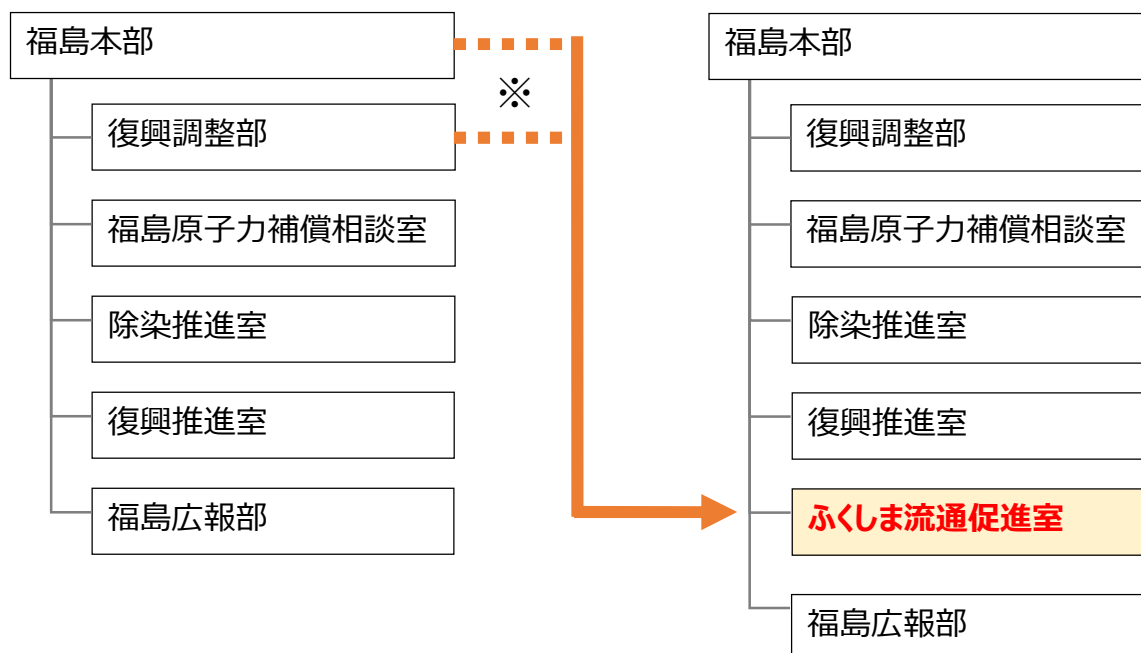 福島本部
※
復興調整部
福島原子力補償相談室
除染推進室
復興推進室
福島広報部
福島本部
復興調整部
福島原子力補償相談室
除染推進室
復興推進室
ふくしま流通促進室
福島広報部